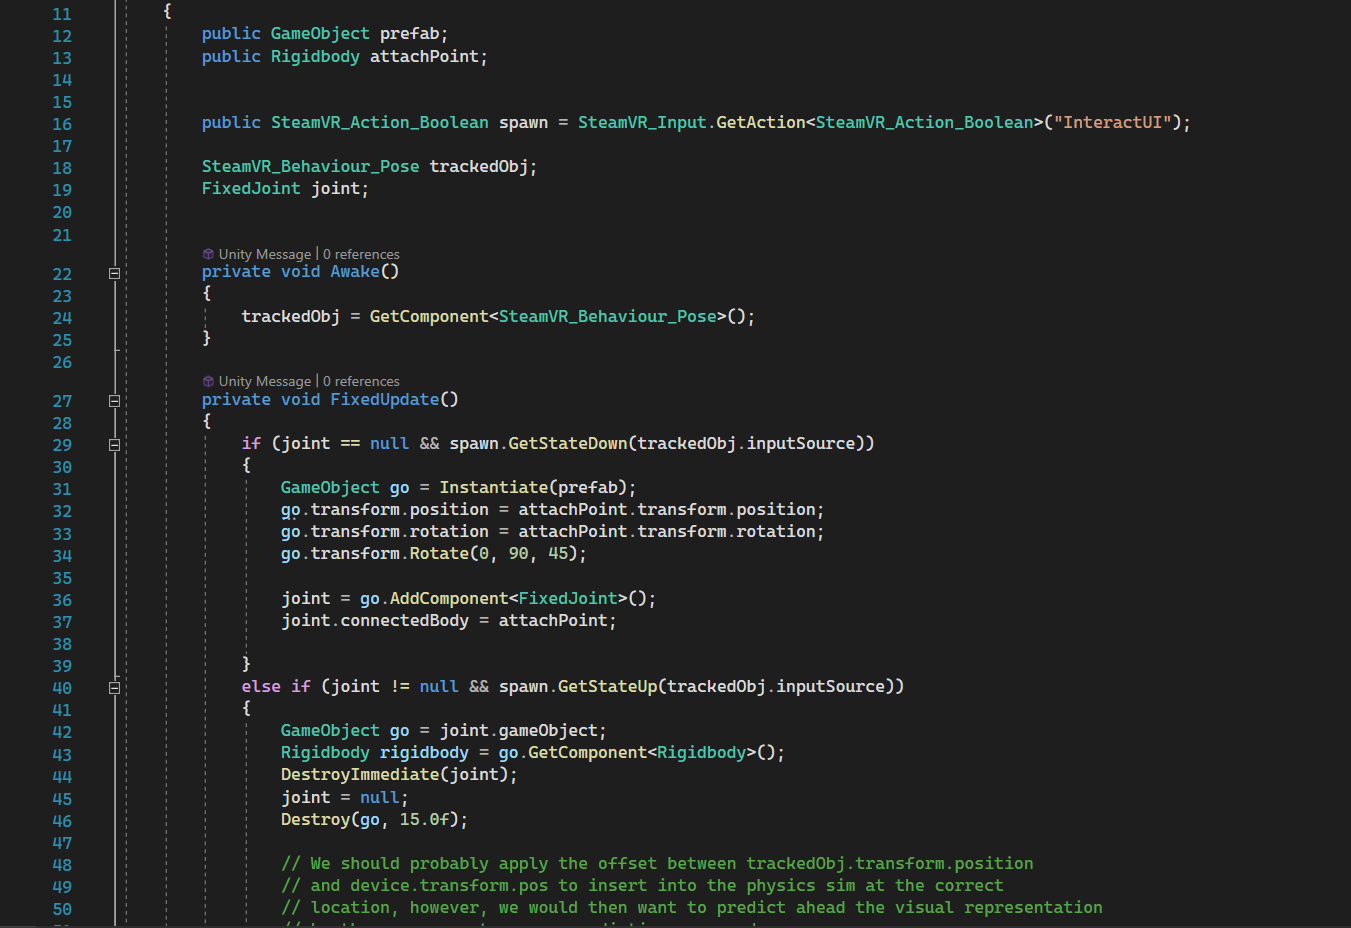 11 {
12 public GameObject prefab;
13 public Rigidbody attachPoint;
14
15
16 public SteamVR_Action_Boolean spawn = SteamVR_Input.GetAction<SteamVR_Action_Boolean>("InteractUI");
17
18 SteamVR_Behaviour_Pose trackedObj;
19 FixedJoint joint;
20
21
Unity Message | 0 references
22 private void Awake()
23 {
24 trackedObj = GetComponent<SteamVR_Behaviour_Pose>();
25 }
26
Unity Message | 0 references
27 private void FixedUpdate()
28 {
29 if (joint == null && spawn.GetStateDown(trackedObj.inputSource))
30 {
31 GameObject go = Instantiate(prefab);
32 go.transform.position = attachPoint.transform.position;
33 go.transform.rotation = attachPoint.transform.rotation;
34 go.transform.Rotate(0, 90, 45);
35
36 joint = go.AddComponent<FixedJoint>();
37 joint.connectedBody = attachPoint;
38
39 }
40 else if (joint != null && spawn.GetStateUp(trackedObj.inputSource))
41 {
42 GameObject go = joint.gameObject;
43 Rigidbody rigidbody = go.GetComponent<Rigidbody>();
44 DestroyImmediate(joint);
45 joint = null;
46 Destroy(go, 15.0f);
47
48 // We should probably apply the offset between trackedObj.transform.position
49 // and device.transform.pos to insert into the physics sim at the correct
50 // location, however, we would then want to predict ahead the visual representation